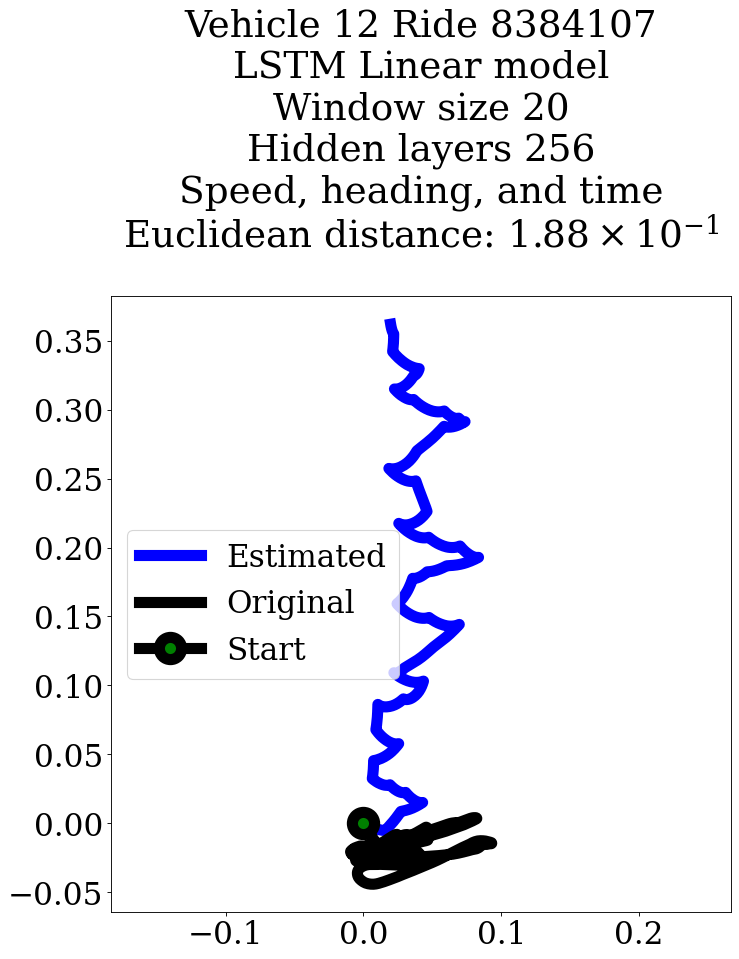 Vehicle 12 Ride 8384107
LSTM Linear model
Window size 20
Hidden layers 256
Speed, heading, and time
Euclidean distance: 1.88 × 10⁻¹
0.35
0.30
0.25
0.20
0.15
0.10
0.05
0.00
−0.05
Estimated
Original
Start
−0.1
0.0
0.1
0.2